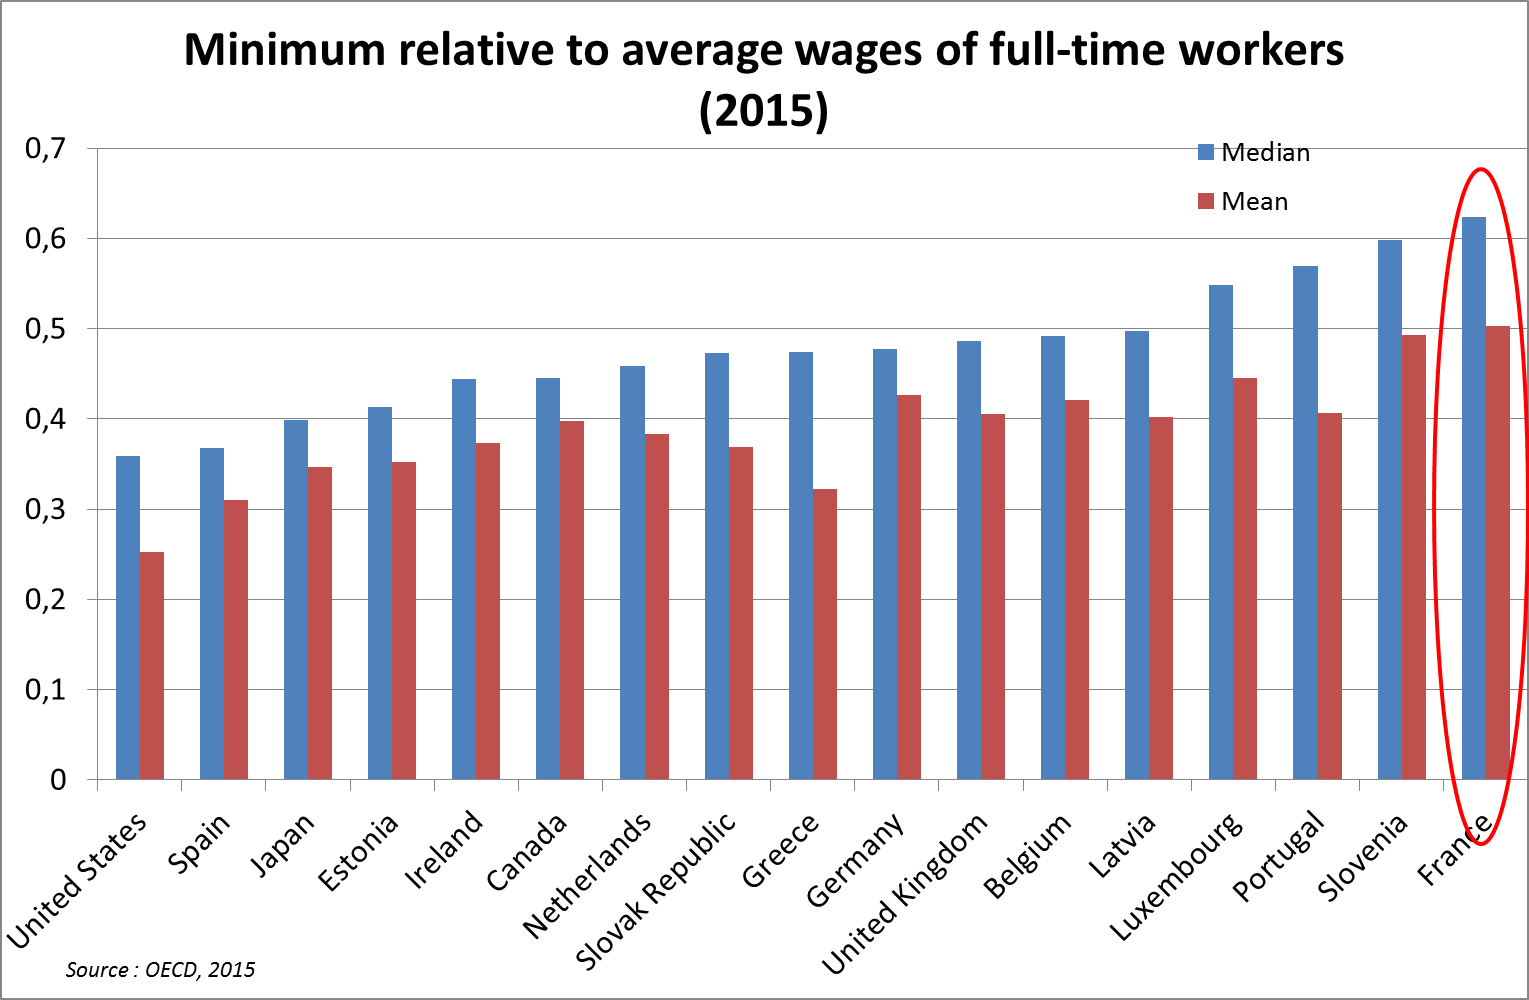 Minimum relative to average wages of full-time workers
(2015)
0,7
0,6
0,5
0,4
0,3
0,2
0,1
0
Median
Mean
United States
Spain
Japan
Estonia
Ireland
Canada
Netherlands
Slovak Republic
Greece
Germany
United Kingdom
Belgium
Latvia
Luxembourg
Portugal
Slovenia
France
Source : OECD, 2015